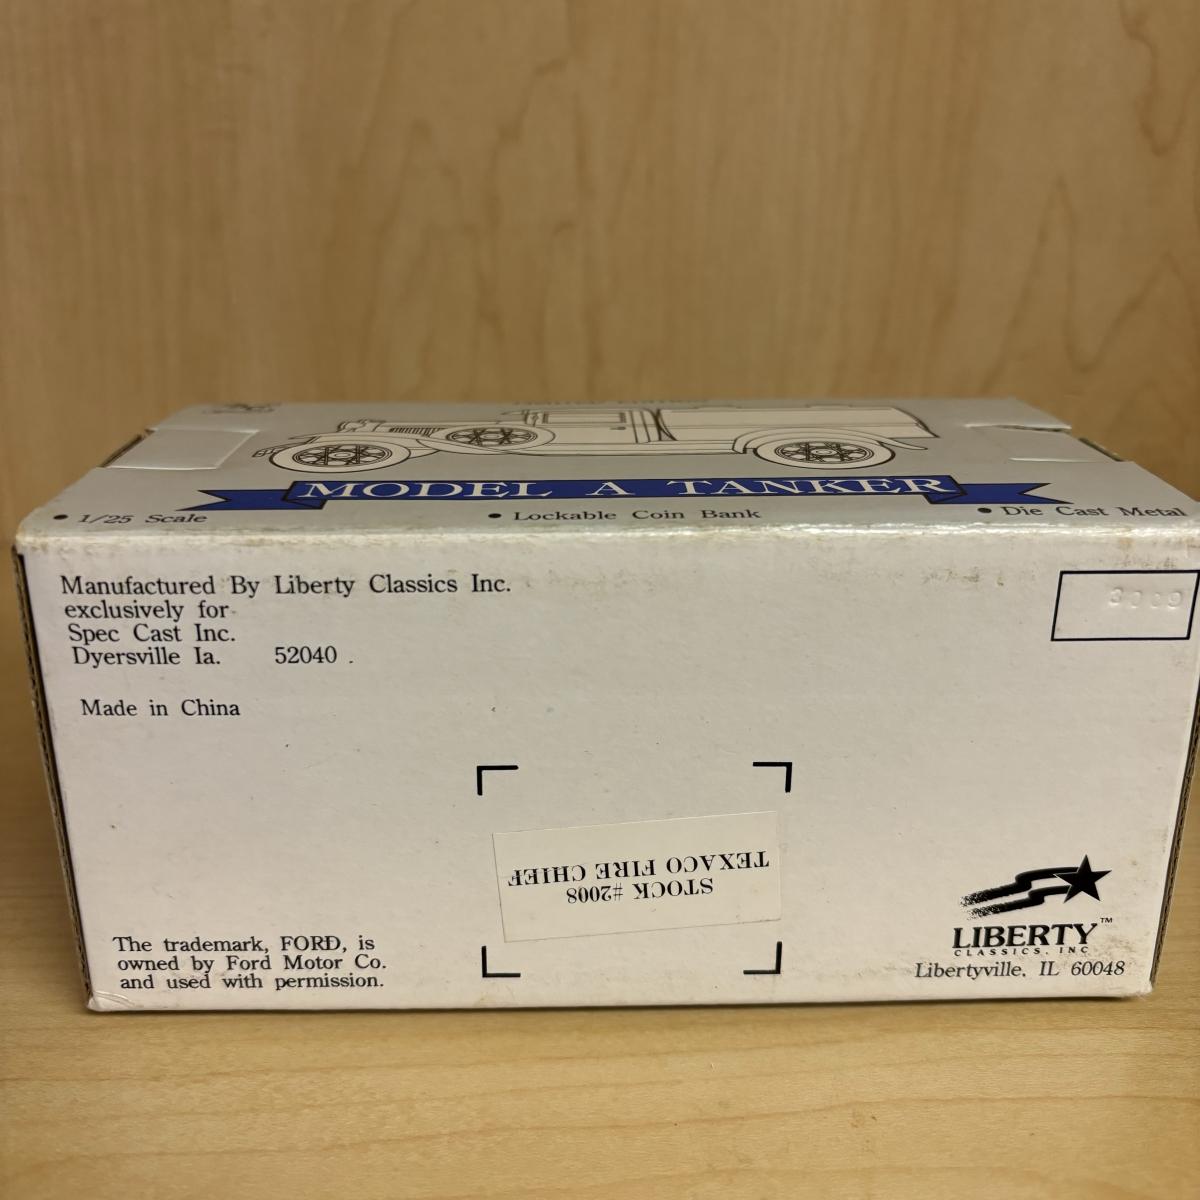 MODEL A TANKER
• 1/25 Scale
• Lockable Coin Bank
• Die Cast Metal
Manufactured By Liberty Classics Inc.
exclusively for
Spec Cast Inc.
Dyersville Ia. 52040 .
Made in China
STOCK #2008
TEXACO FIRE CHIEF
The trademark, FORD, is
owned by Ford Motor Co.
and used with permission.
LIBERTY™
CLASSICS, INC
Libertyville, IL 60048